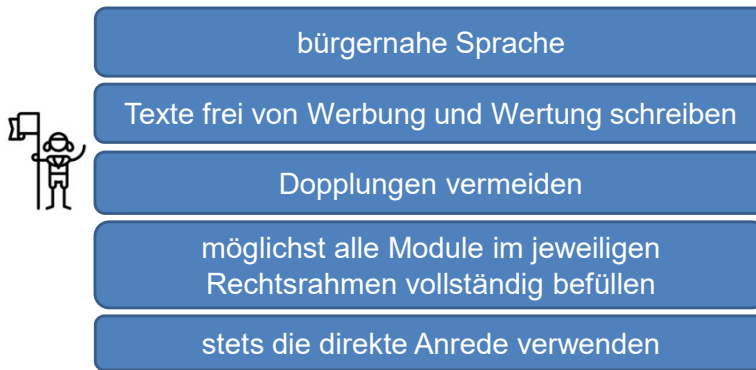 bürgernahe Sprache
Texte frei von Werbung und Wertung schreiben
Dopplungen vermeiden
möglichst alle Module im jeweiligen
Rechtsrahmen vollständig befüllen
stets die direkte Anrede verwenden